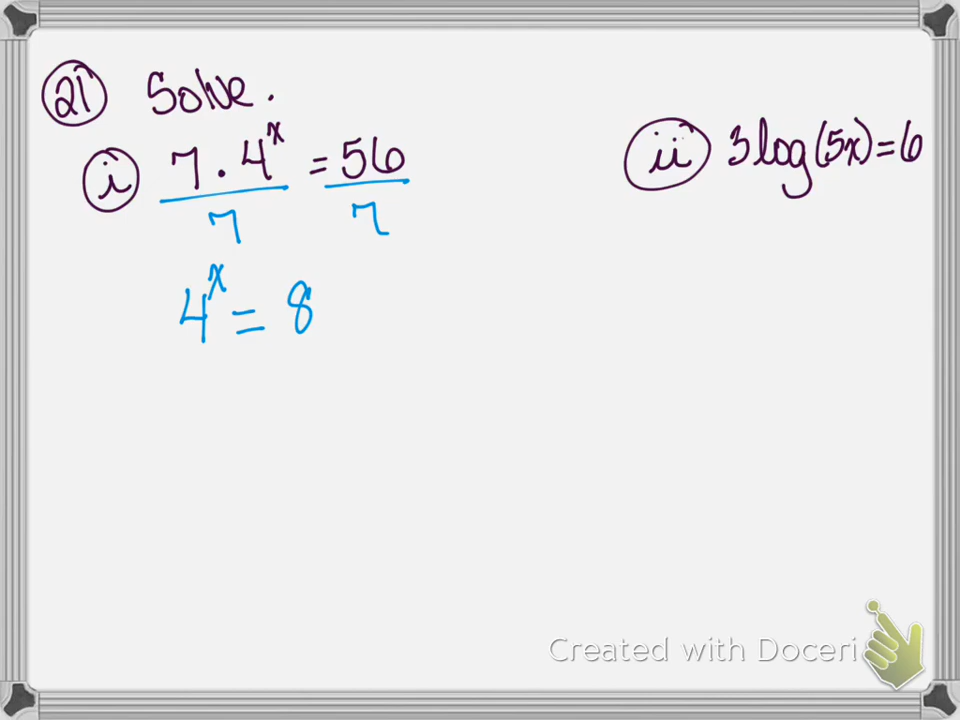 21 Solve.
i 7 · 4^x = 56
7 7
4^x = 8
ii 3log(5x)=6
Created with Doceri